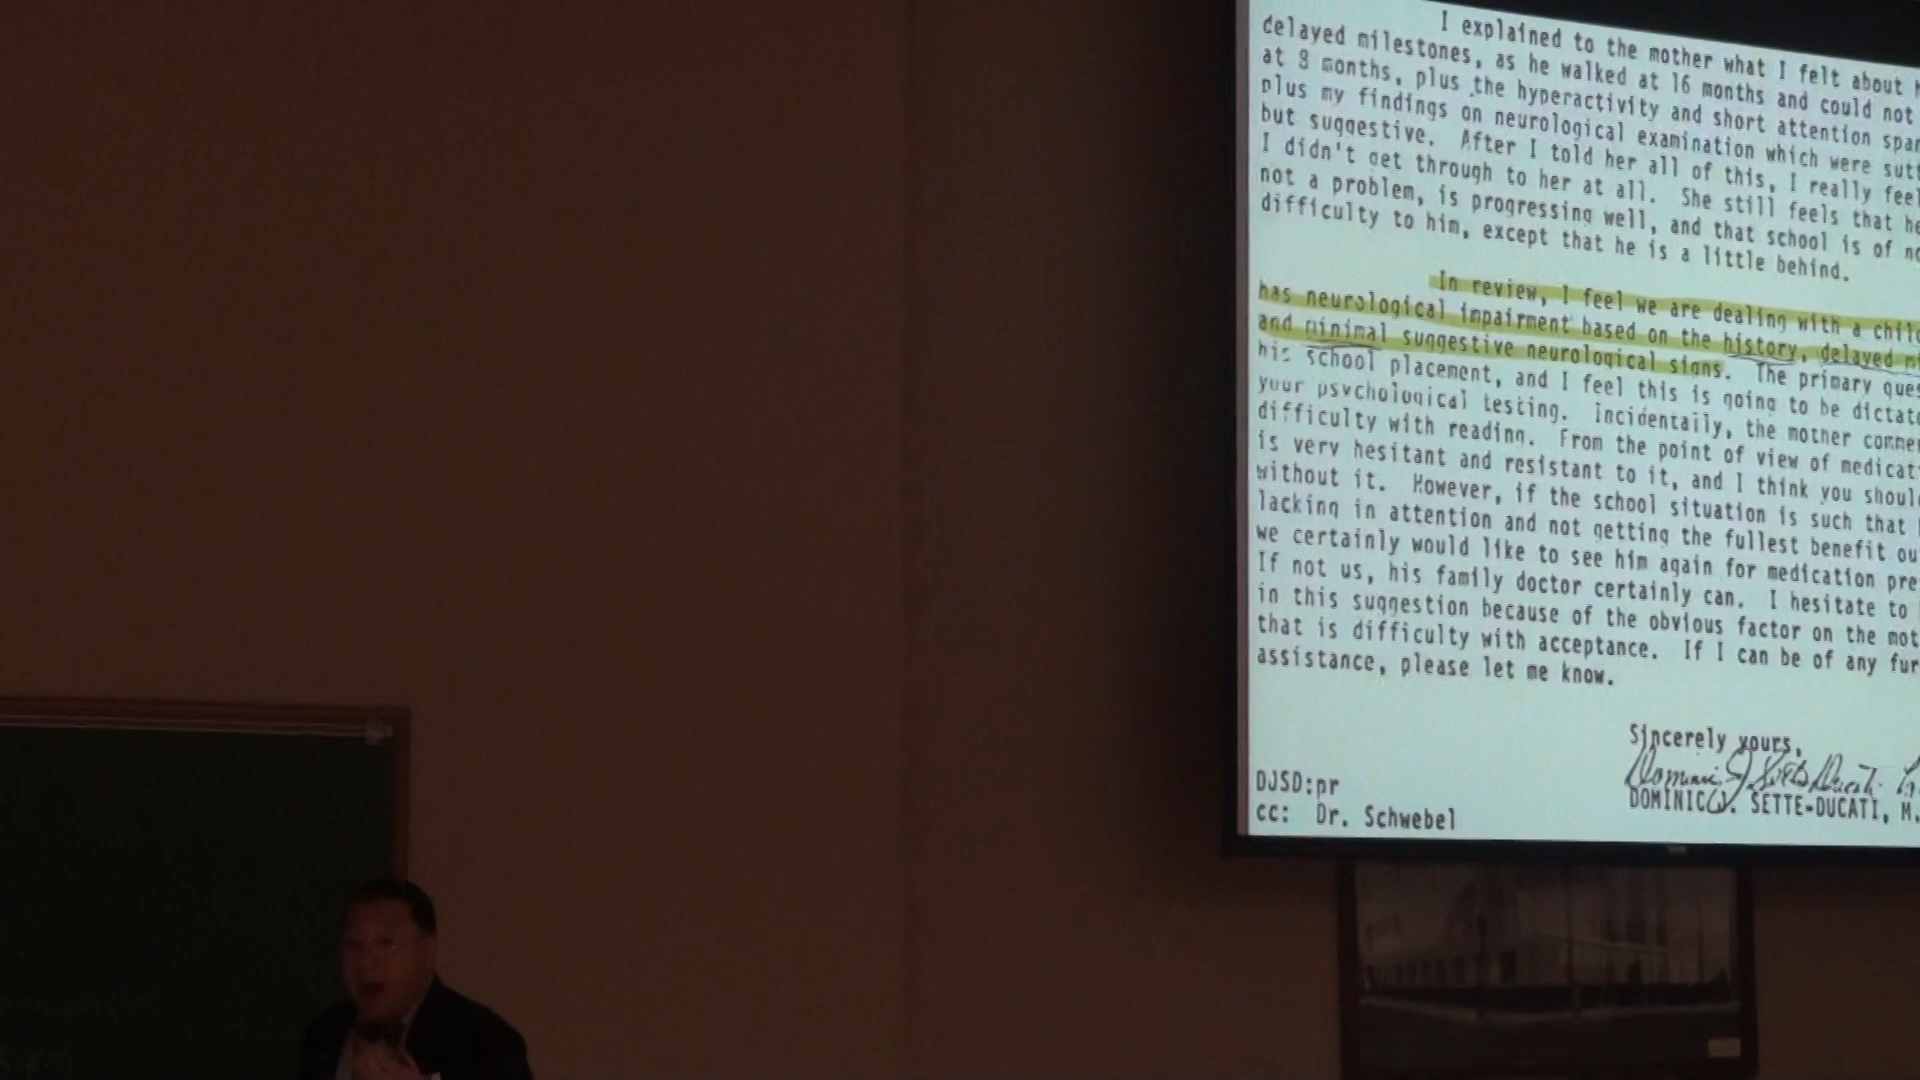 I explained to the mother what I felt about
delayed milestones, as he walked at 16 months and could not
at 8 months, plus the hyperactivity and short attention span
plus my findings on neurological examination which were
but suggestive. After I told her all of this, I really feel
I didn't get through to her at all. She still feels that he
not a problem, is progressing well, and that school is of no
difficulty to him, except that he is a little behind.
In review, I feel we are dealing with a child
has neurological impairment based on the history, delayed
and minimal suggestive neurological signs. The primary
his school placement, and I feel this is going to be
your psychological testing. Incidentally, the mother
difficulty with reading. From the point of view of
is very hesitant and resistant to it, and I think you
without it. However, if the school situation is such that
lacking in attention and not getting the fullest benefit
we certainly would like to see him again for medication
If not us, his family doctor certainly can. I hesitate to
in this suggestion because of the obvious factor on the
that is difficulty with acceptance. If I can be of any
assistance, please let me know.
Sincerely yours,
DOMINIC J. SETTE-DUCATI, M.
DJSD:pr
cc: Dr. Schwebel